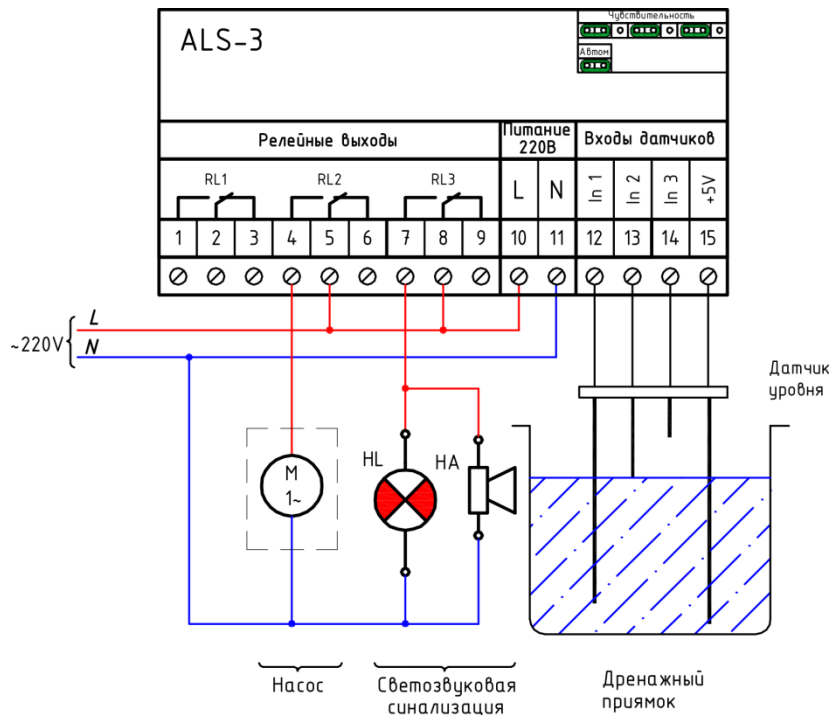 Чувствительность
ALS-3
Автом
Релейные выходы
Питание
220В
Входы датчиков
RL1
RL2
RL3
L
N
In 1
In 2
In 3
+5V
1
2
3
4
5
6
7
8
9
10
11
12
13
14
15
~220V
L
N
Датчик
уровня
M
1~
HL
HA
Насос
Светозвуковая
синализация
Дренажный
приямок